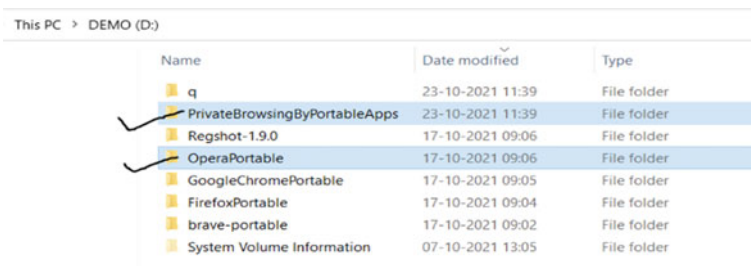 This PC > DEMO (D:)
Name Date modified Type
q 23-10-2021 11:39 File folder
PrivateBrowsingByPortableApps 23-10-2021 11:39 File folder
Regshot-1.9.0 17-10-2021 09:06 File folder
OperaPortable 17-10-2021 09:06 File folder
GoogleChromePortable 17-10-2021 09:05 File folder
FirefoxPortable 17-10-2021 09:04 File folder
brave-portable 17-10-2021 09:02 File folder
System Volume Information 07-10-2021 13:05 File folder